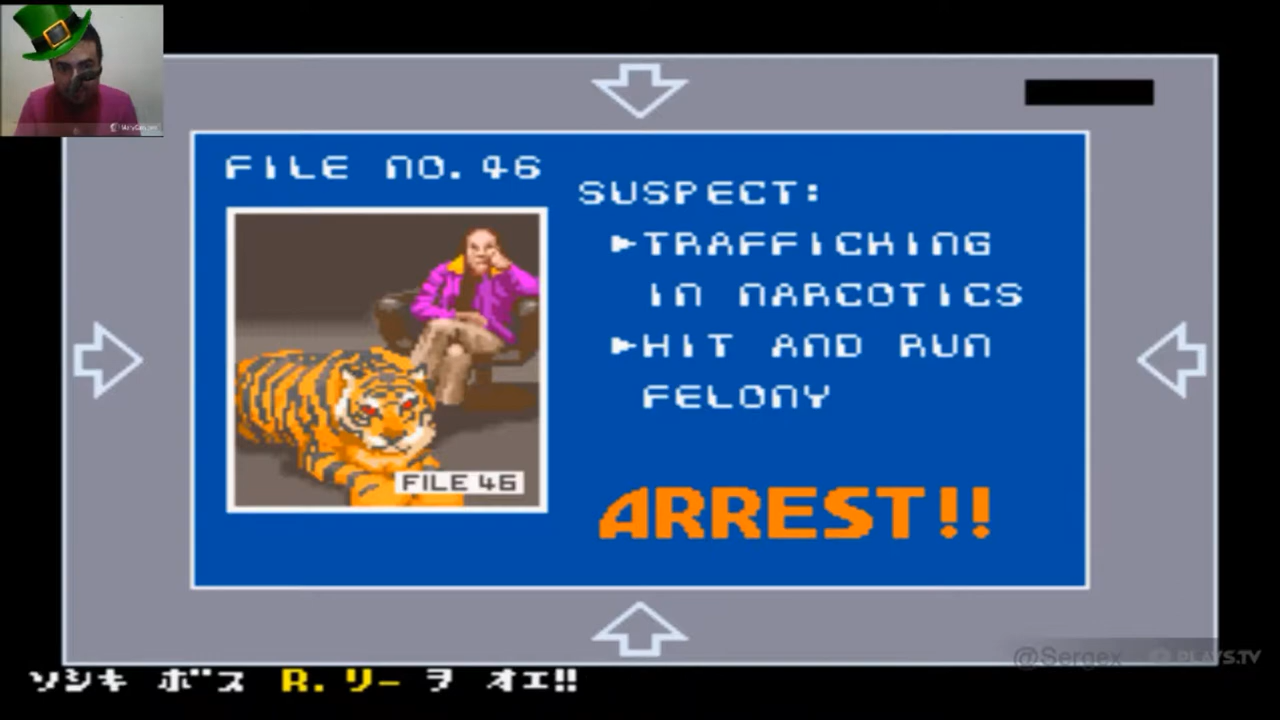 FILE NO.46
SUSPECT:
▶TRAFFICKING
IN NARCOTICS
▶HIT AND RUN
FELONY
FILE 46
ARREST!!
ソシキ ボス R.リー ヲ オエ!!
@Sergex PLAYS.TV